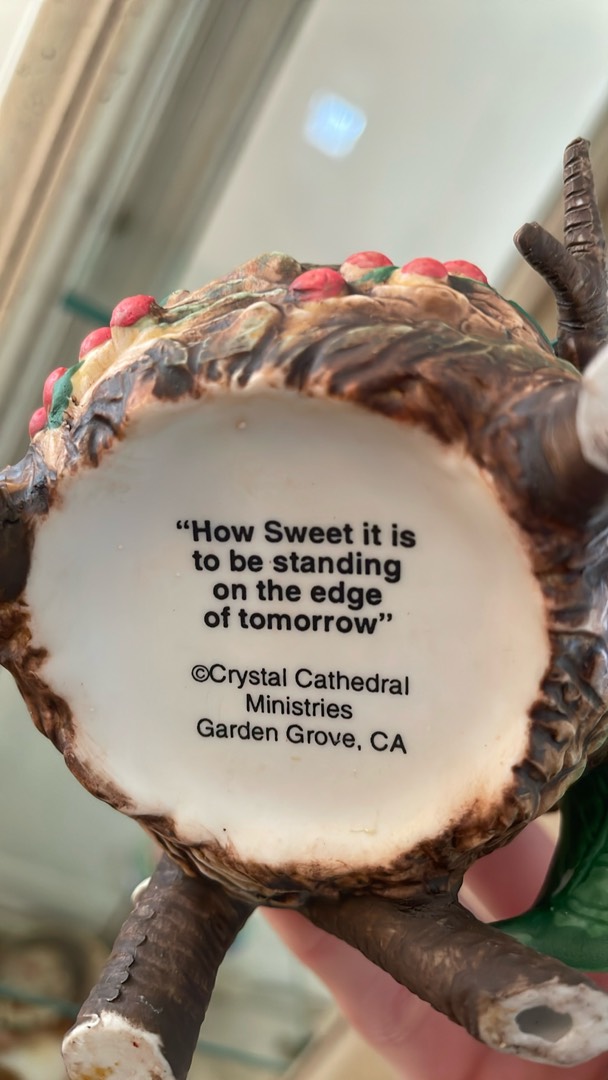 “How Sweet it is
to be standing
on the edge
of tomorrow”
©Crystal Cathedral
Ministries
Garden Grove, CA